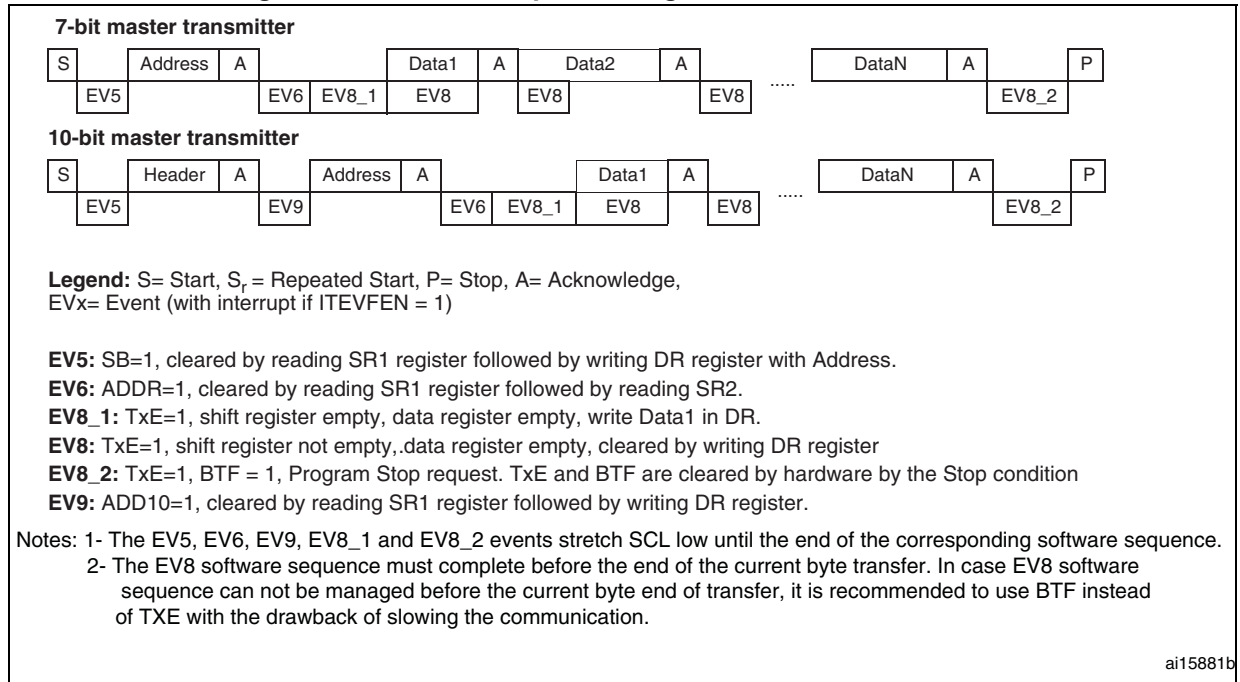 7-bit master transmitter
S Address A Data1 A Data2 A ..... DataN A P
EV5 EV6 EV8_1 EV8 EV8 EV8 EV8_2
10-bit master transmitter
S Header A Address A Data1 A ..... DataN A P
EV5 EV9 EV6 EV8_1 EV8 EV8 EV8_2
Legend: S= Start, Sr = Repeated Start, P= Stop, A= Acknowledge,
EVx= Event (with interrupt if ITEVFEN = 1)
EV5: SB=1, cleared by reading SR1 register followed by writing DR register with Address.
EV6: ADDR=1, cleared by reading SR1 register followed by reading SR2.
EV8_1: TxE=1, shift register empty, data register empty, write Data1 in DR.
EV8: TxE=1, shift register not empty,.data register empty, cleared by writing DR register
EV8_2: TxE=1, BTF = 1, Program Stop request. TxE and BTF are cleared by hardware by the Stop condition
EV9: ADD10=1, cleared by reading SR1 register followed by writing DR register.
Notes: 1- The EV5, EV6, EV9, EV8_1 and EV8_2 events stretch SCL low until the end of the corresponding software sequence.
2- The EV8 software sequence must complete before the end of the current byte transfer. In case EV8 software
sequence can not be managed before the current byte end of transfer, it is recommended to use BTF instead
of TXE with the drawback of slowing the communication.
ai15881b